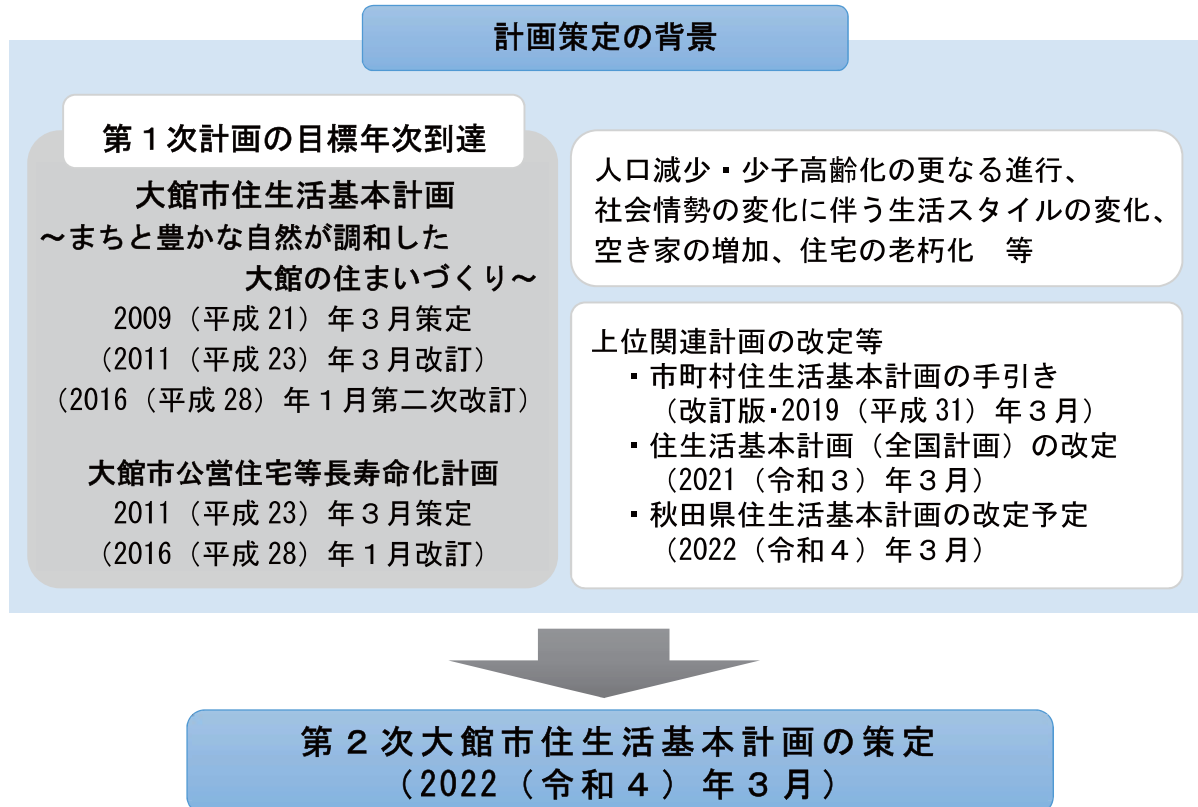 計画策定の背景
第１次計画の目標年次到達
大館市住生活基本計画
～まちと豊かな自然が調和した
大館の住まいづくり～
2009（平成 21）年３月策定
（2011（平成 23）年３月改訂）
（2016（平成 28）年１月第二次改訂）
大館市公営住宅等長寿命化計画
2011（平成 23）年３月策定
（2016（平成 28）年１月改訂）
人口減少・少子高齢化の更なる進行、
社会情勢の変化に伴う生活スタイルの変化、
空き家の増加、住宅の老朽化　等
上位関連計画の改定等
・市町村住生活基本計画の手引き
（改訂版・2019（平成 31）年３月）
・住生活基本計画（全国計画）の改定
（2021（令和３）年３月）
・秋田県住生活基本計画の改定予定
（2022（令和４）年３月）
第２次大館市住生活基本計画の策定
（2022（令和４）年３月）